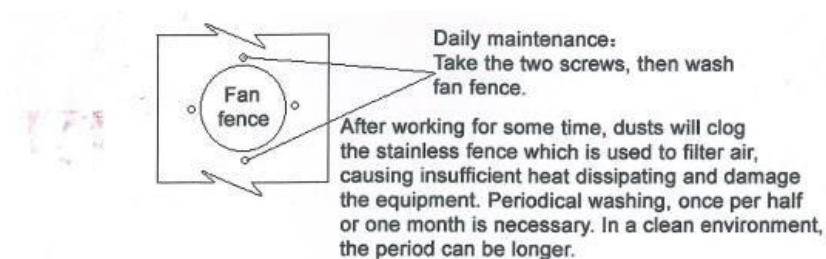 Fan
fence
Daily maintenance:
Take the two screws, then wash
fan fence.
After working for some time, dusts will clog
the stainless fence which is used to filter air,
causing insufficient heat dissipating and damage
the equipment. Periodical washing, once per half
or one month is necessary. In a clean environment,
the period can be longer.